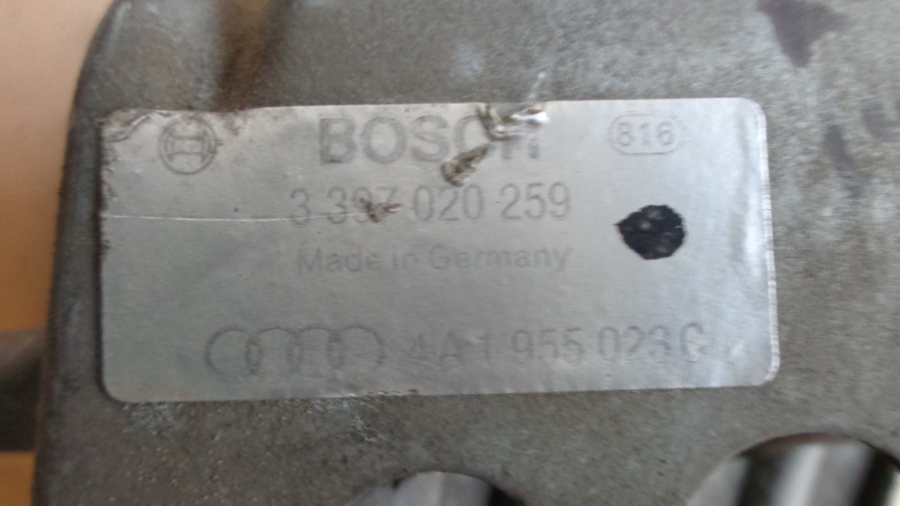 BOSCH 816
3 397 020 259
Made in Germany
4A1 955 023 C